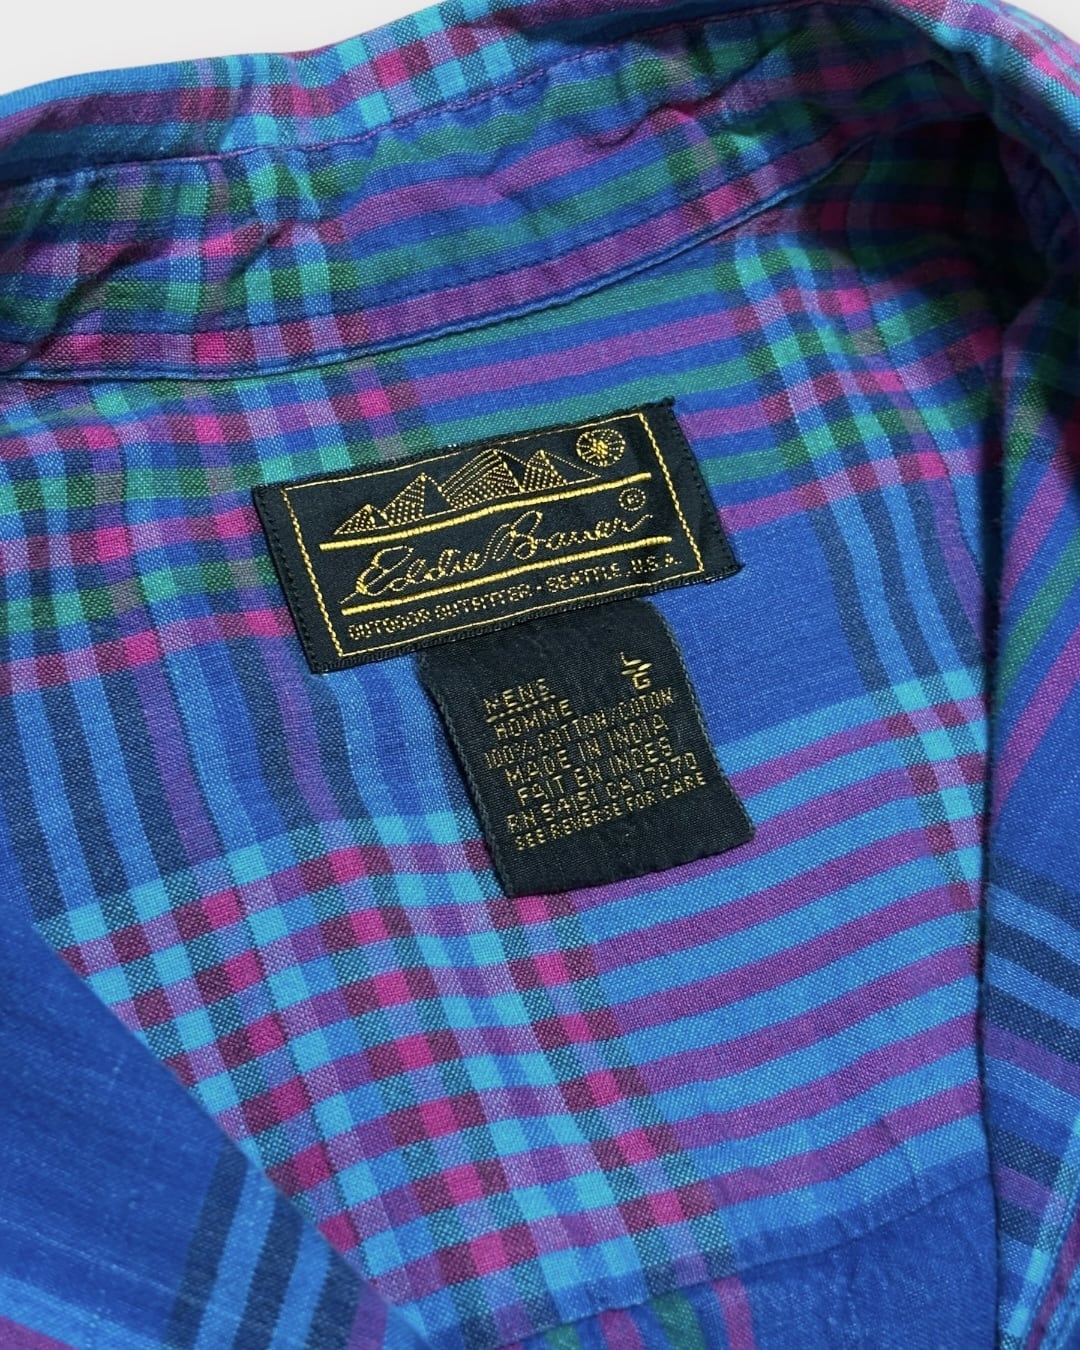 Eddie Bauer®
OUTDOOR OUTFITTER • SEATTLE, U.S.A
MENS L/G
HOMME
100% COTTON/COTON
MADE IN INDIA
FAIT EN INDES
RN 54151 CA 17070
SEE REVERSE FOR CARE